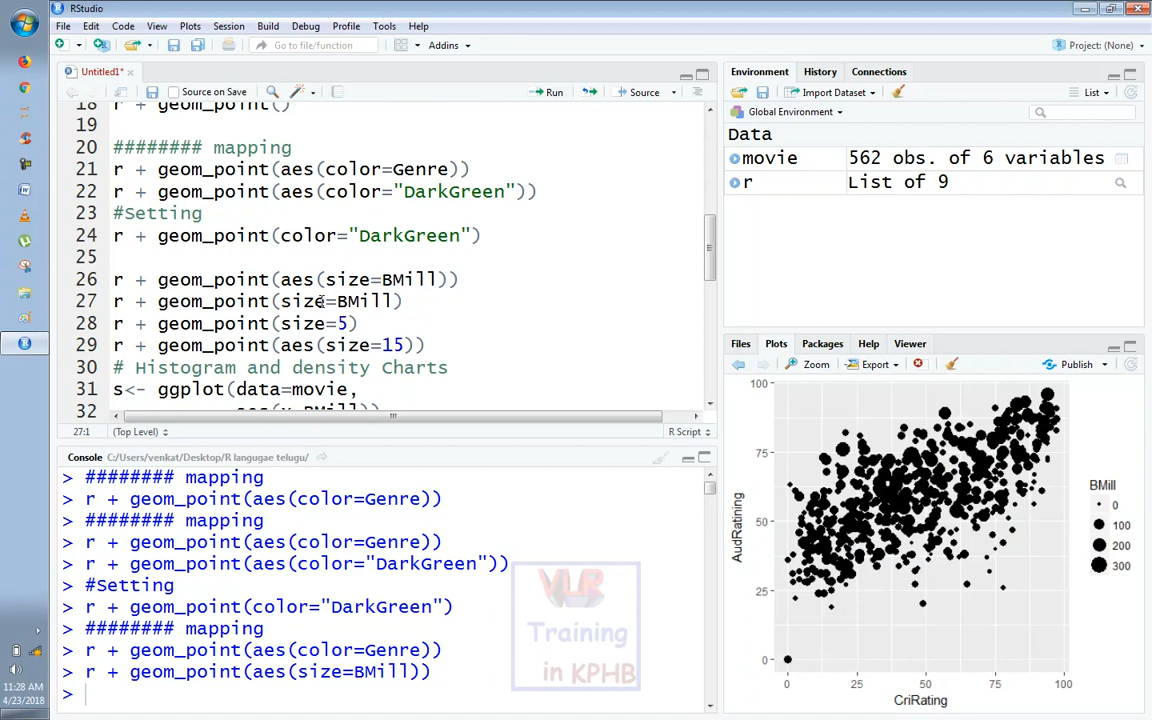 RStudio
File Edit Code View Plots Session Build Debug Profile Tools Help
Go to file/function Addins Project: (None)
Untitled1*
Source on Save Run Source
18 r + geom_point()
19
20 ######## mapping
21 r + geom_point(aes(color=Genre))
22 r + geom_point(aes(color="DarkGreen"))
23 #Setting
24 r + geom_point(color="DarkGreen")
25
26 r + geom_point(aes(size=BMill))
27 r + geom_point(size=BMill)
28 r + geom_point(size=5)
29 r + geom_point(aes(size=15))
30 # Histogram and density Charts
31 s<- ggplot(data=movie,
32 aes(x=BMill))
27:1 (Top Level) R Script
Console C:/Users/venkat/Desktop/R langugae telugu/
> ######## mapping
> r + geom_point(aes(color=Genre))
> ######## mapping
> r + geom_point(aes(color=Genre))
> r + geom_point(aes(color="DarkGreen"))
> #Setting
> r + geom_point(color="DarkGreen")
> ######## mapping
> r + geom_point(aes(color=Genre))
> r + geom_point(aes(size=BMill))
>
VLR
Training
in KPHB
Environment History Connections
Import Dataset List
Global Environment
Data
movie 562 obs. of 6 variables
r List of 9
Files Plots Packages Help Viewer
Zoom Export Publish
100
75
50
25
0
AudRatining
0 25 50 75 100
CriRating
BMill
0
100
200
300
11:28 AM
4/23/2018